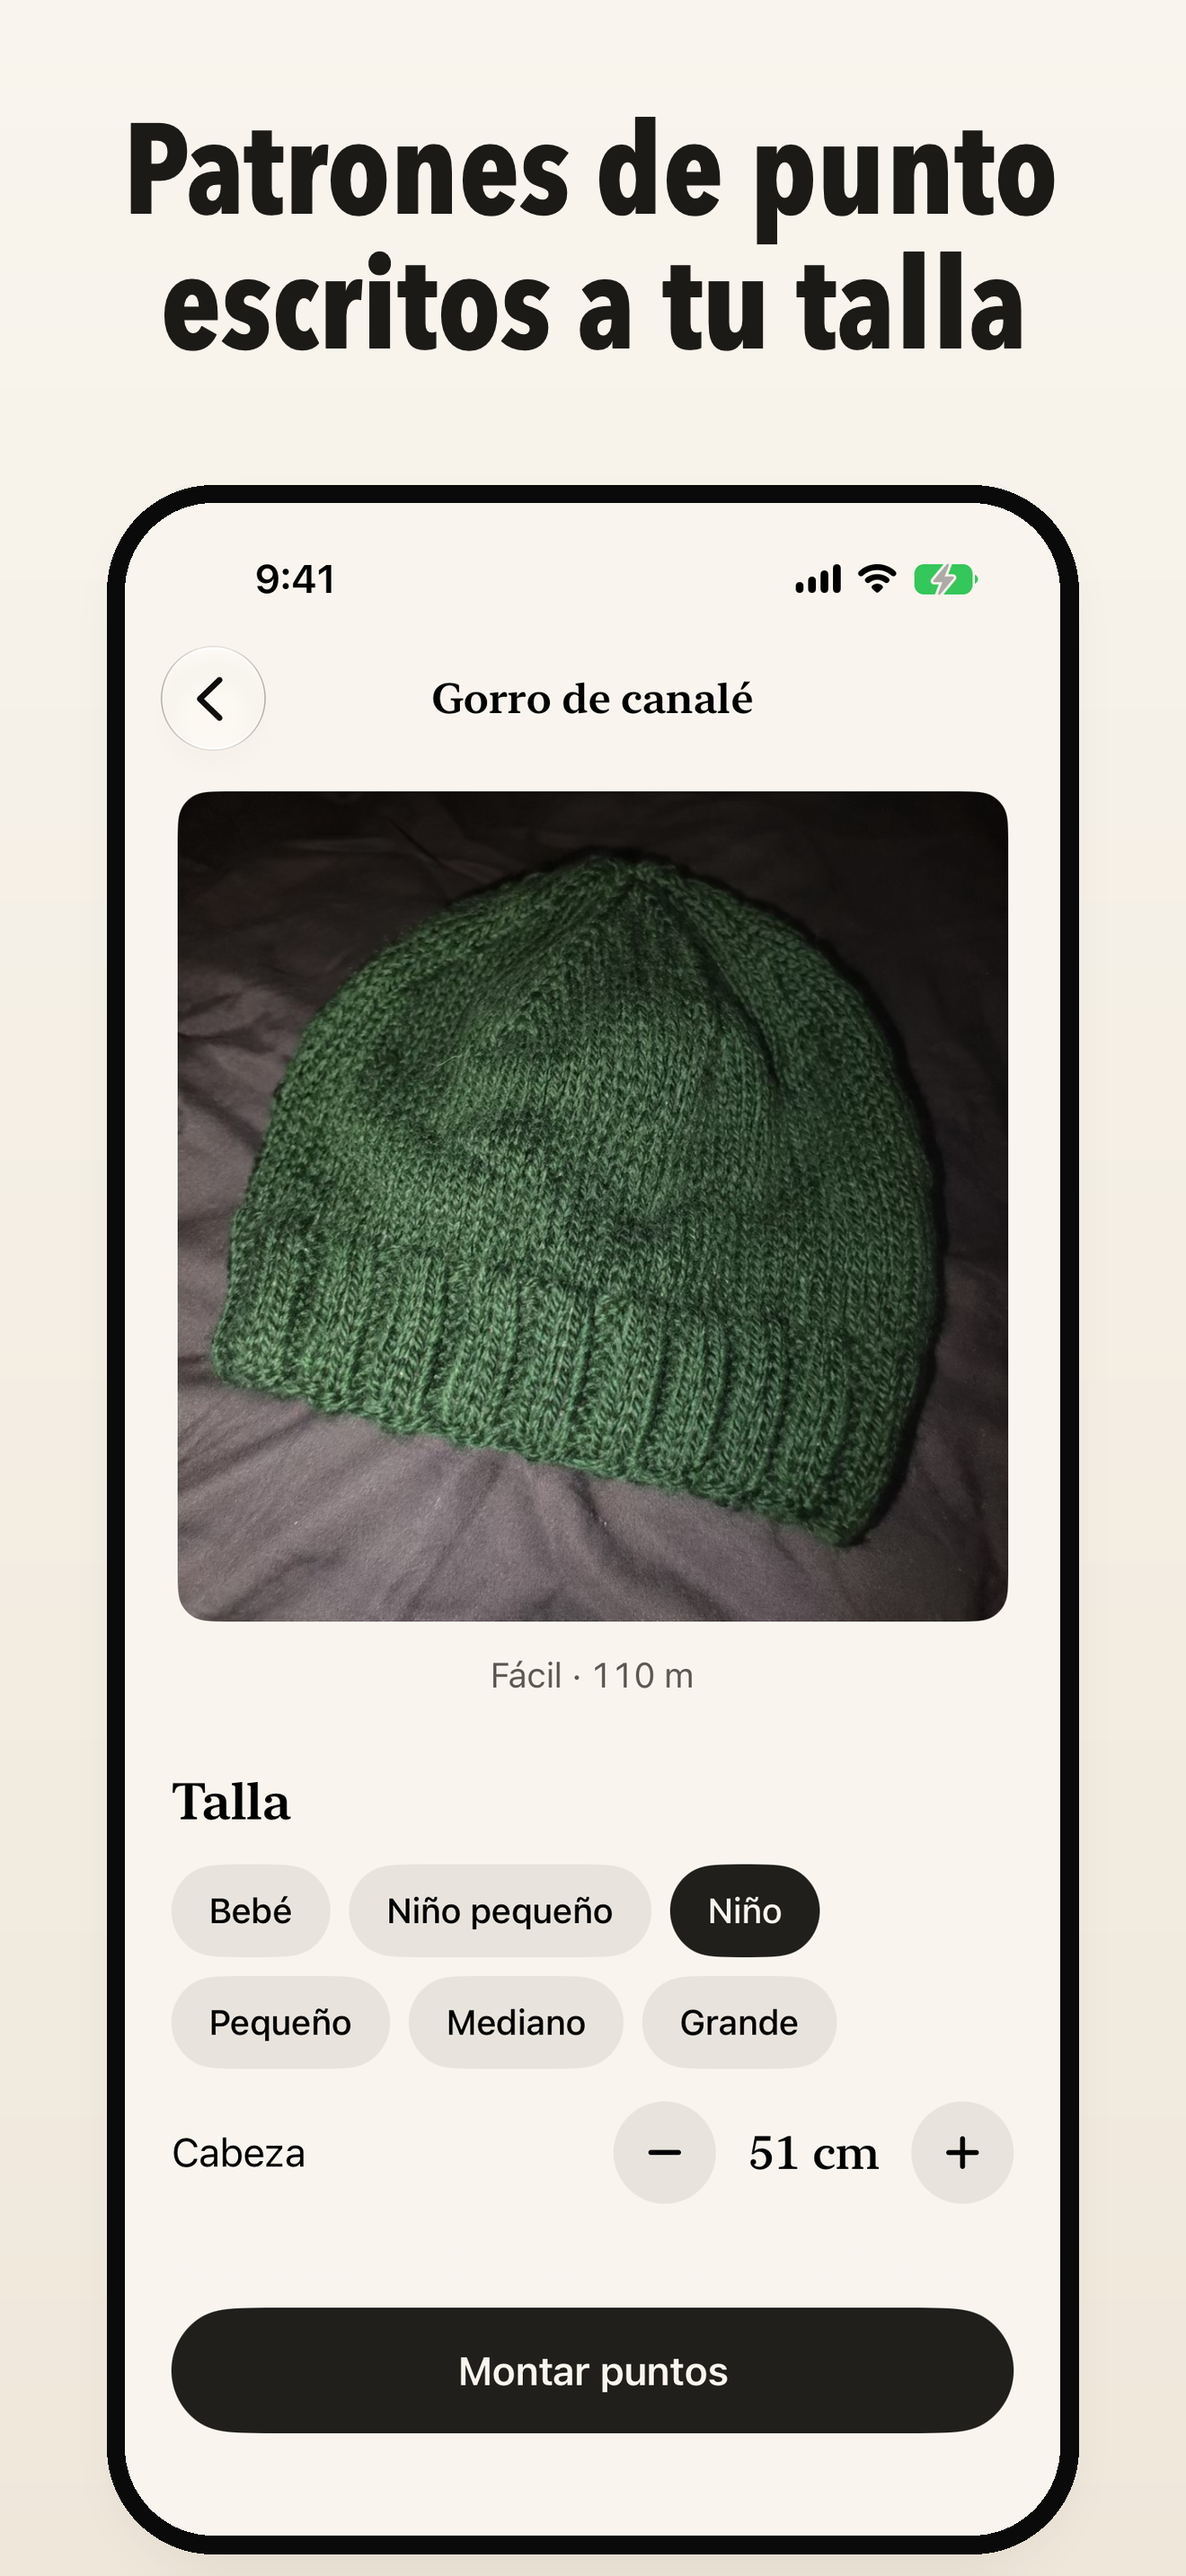 Patrones de punto
escritos a tu talla
9:41
Gorro de canalé
Fácil · 110 m
Talla
Bebé
Niño pequeño
Niño
Pequeño
Mediano
Grande
Cabeza
51 cm
Montar puntos